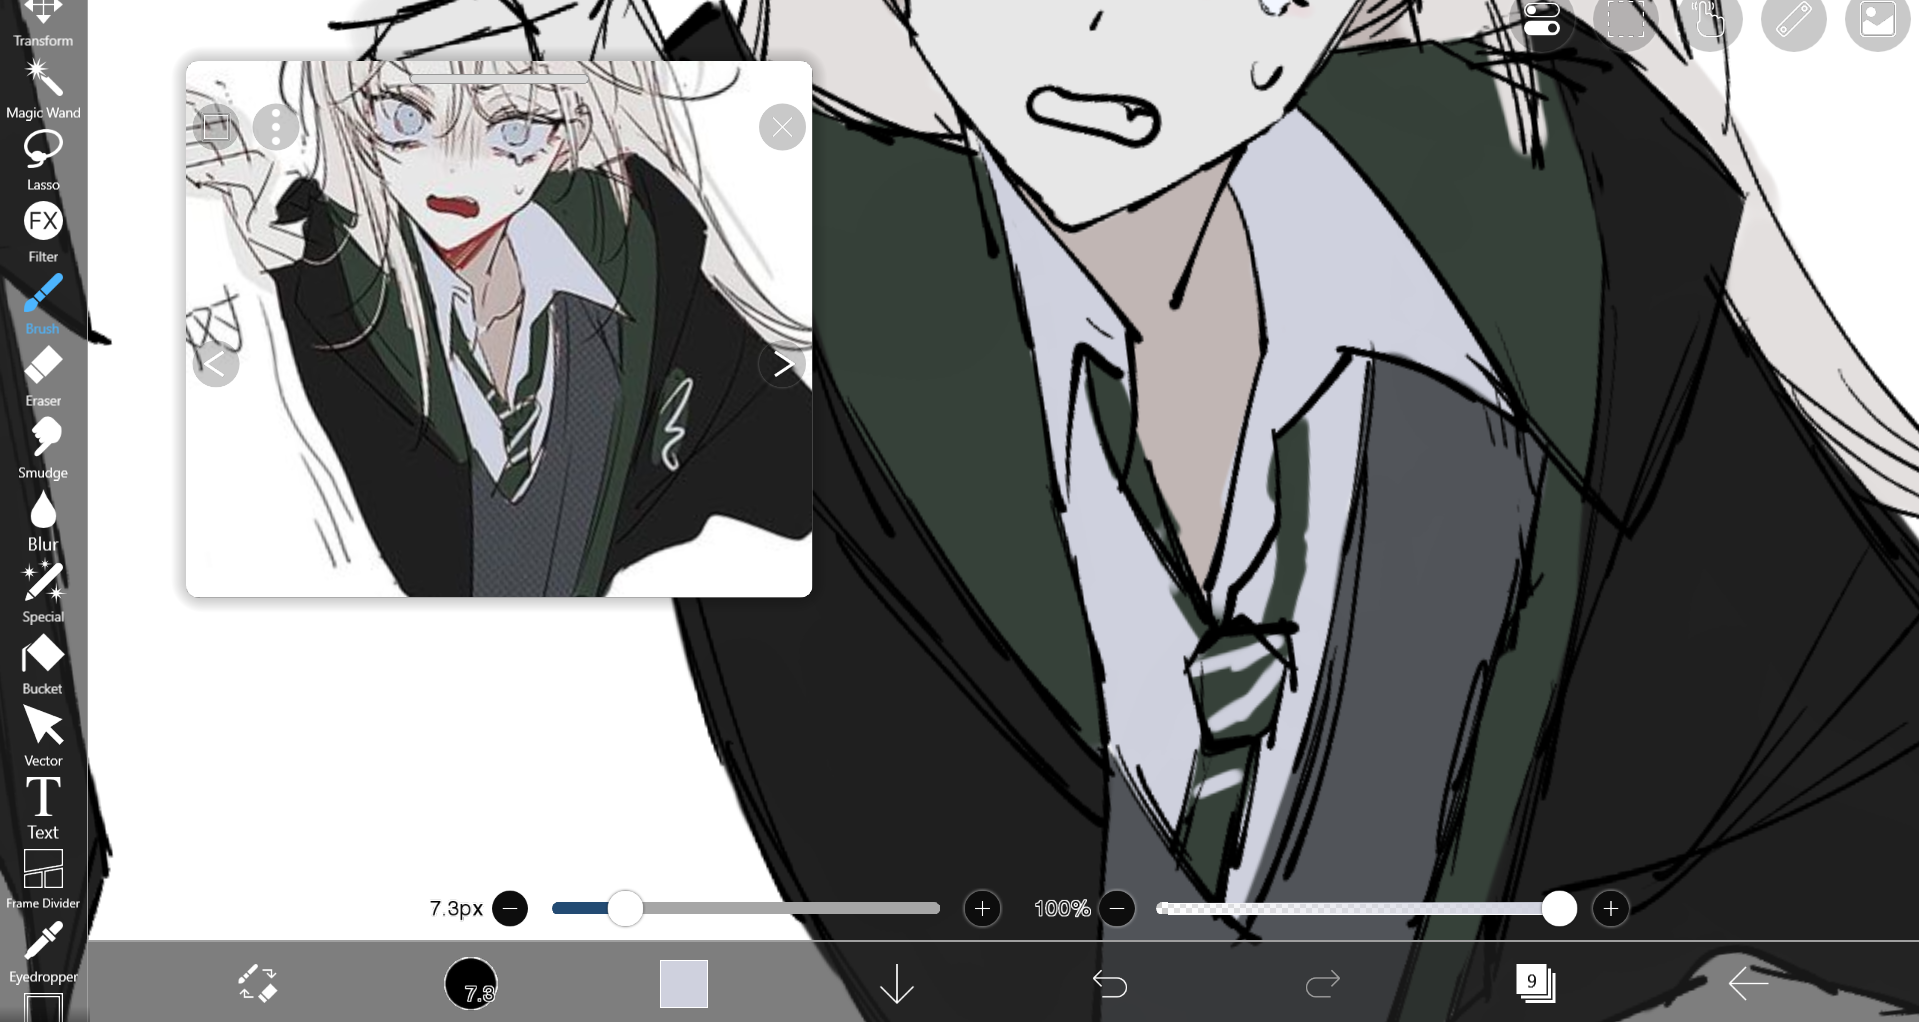 Transform
Magic Wand
Lasso
FX
Filter
Brush
Eraser
Smudge
Blur
Special
Bucket
Vector
T
Text
Frame Divider
Eyedropper
7.3px
100%
7.3
9